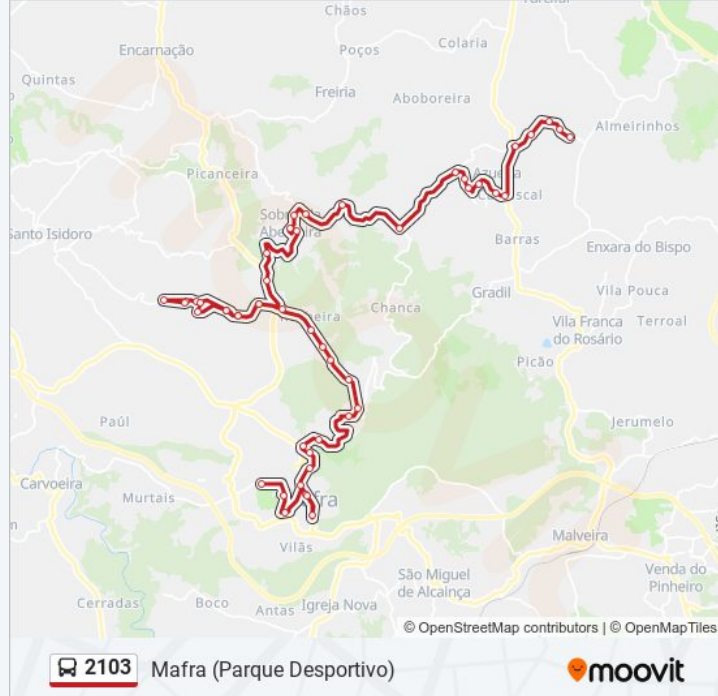 Chãos
Encarnação
Poços
Colaria
Quintas
Freiria
Aboboreira
Almeirinhos
Picanceira
Santo Isidoro
Barras
Enxara do Bispo
Chanca
Gradil
Vila Pouca
Vila Franca
do Rosário
Terroal
Picão
Paúl
Jerumelo
Carvoeira
Murtais
Vilãs
Malveira
São Miguel
de Alcainça
Venda do
Pinheiro
Cerradas
Boco
Antas
Igreja Nova
© OpenStreetMap contributors | © OpenMapTiles
2103
Mafra (Parque Desportivo)
moovit